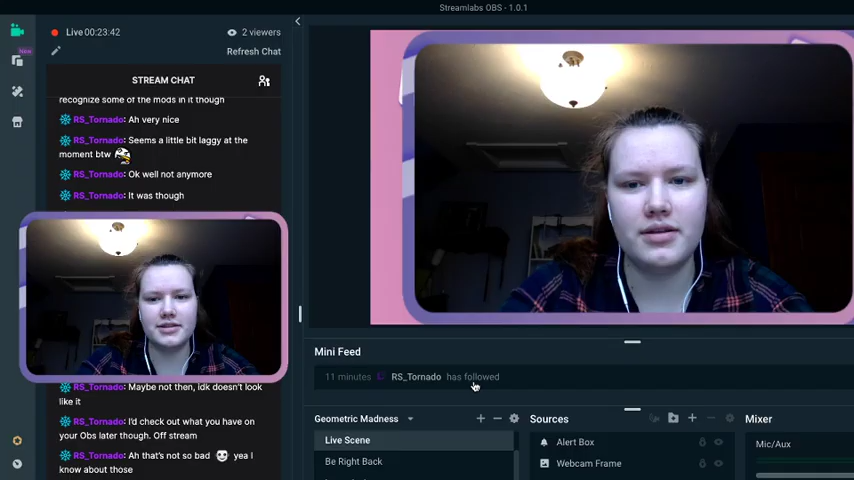 Streamlabs OBS - 1.0.1
Live 00:23:42
2 viewers
New
Refresh Chat
STREAM CHAT
recognize some of the mods in it though
RS_Tornado: Ah very nice
RS_Tornado: Seems a little bit laggy at the
moment btw
RS_Tornado: Ok well not anymore
RS_Tornado: It was though
RS_Tornado: Maybe not then, idk doesn't look
like it
RS_Tornado: I'd check out what you have on
your Obs later though. Off stream
RS_Tornado: Ah that's not so bad yea I
know about those
Mini Feed
11 minutes RS_Tornado has followed
Geometric Madness
Live Scene
Be Right Back
Sources
Alert Box
Webcam Frame
Mixer
Mic/Aux